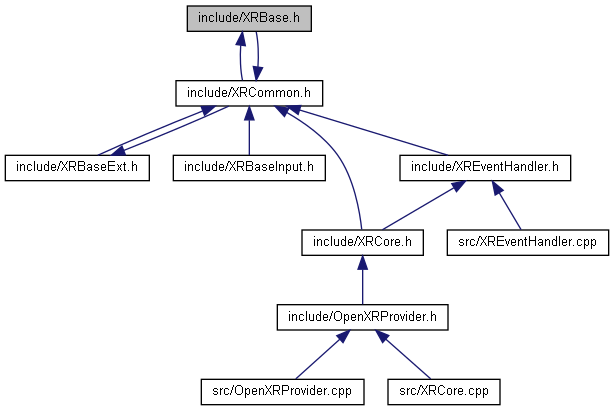 include/XRBase.h
include/XRCommon.h
include/XRBaseExt.h
include/XRBaseInput.h
include/XREventHandler.h
include/XRCore.h
src/XREventHandler.cpp
include/OpenXRProvider.h
src/OpenXRProvider.cpp
src/XRCore.cpp